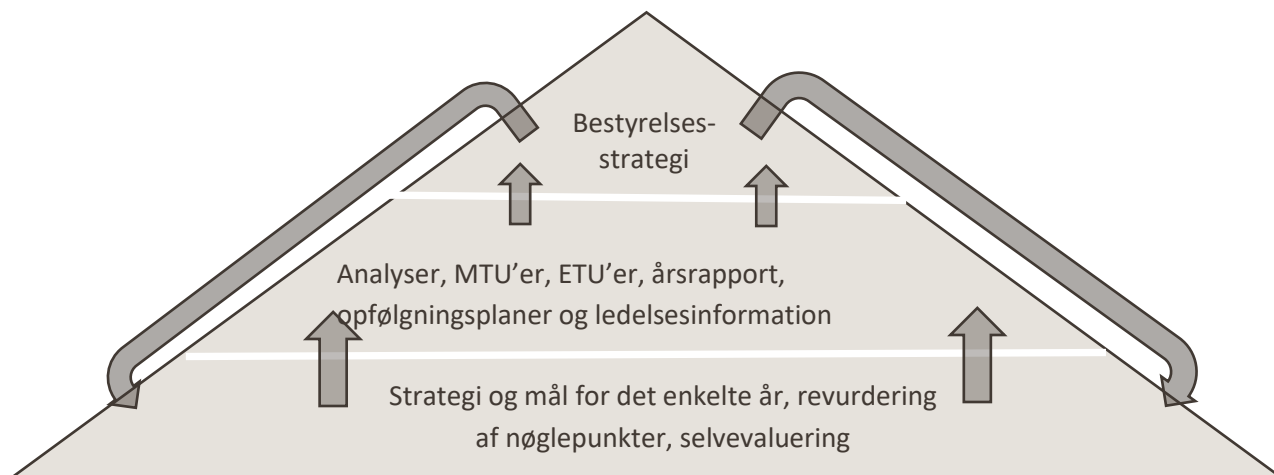 Bestyrelses-
strategi
Analyser, MTU’er, ETU’er, årsrapport,
opfølgningsplaner og ledelsesinformation
Strategi og mål for det enkelte år, revurdering
af nøglepunkter, selvevaluering